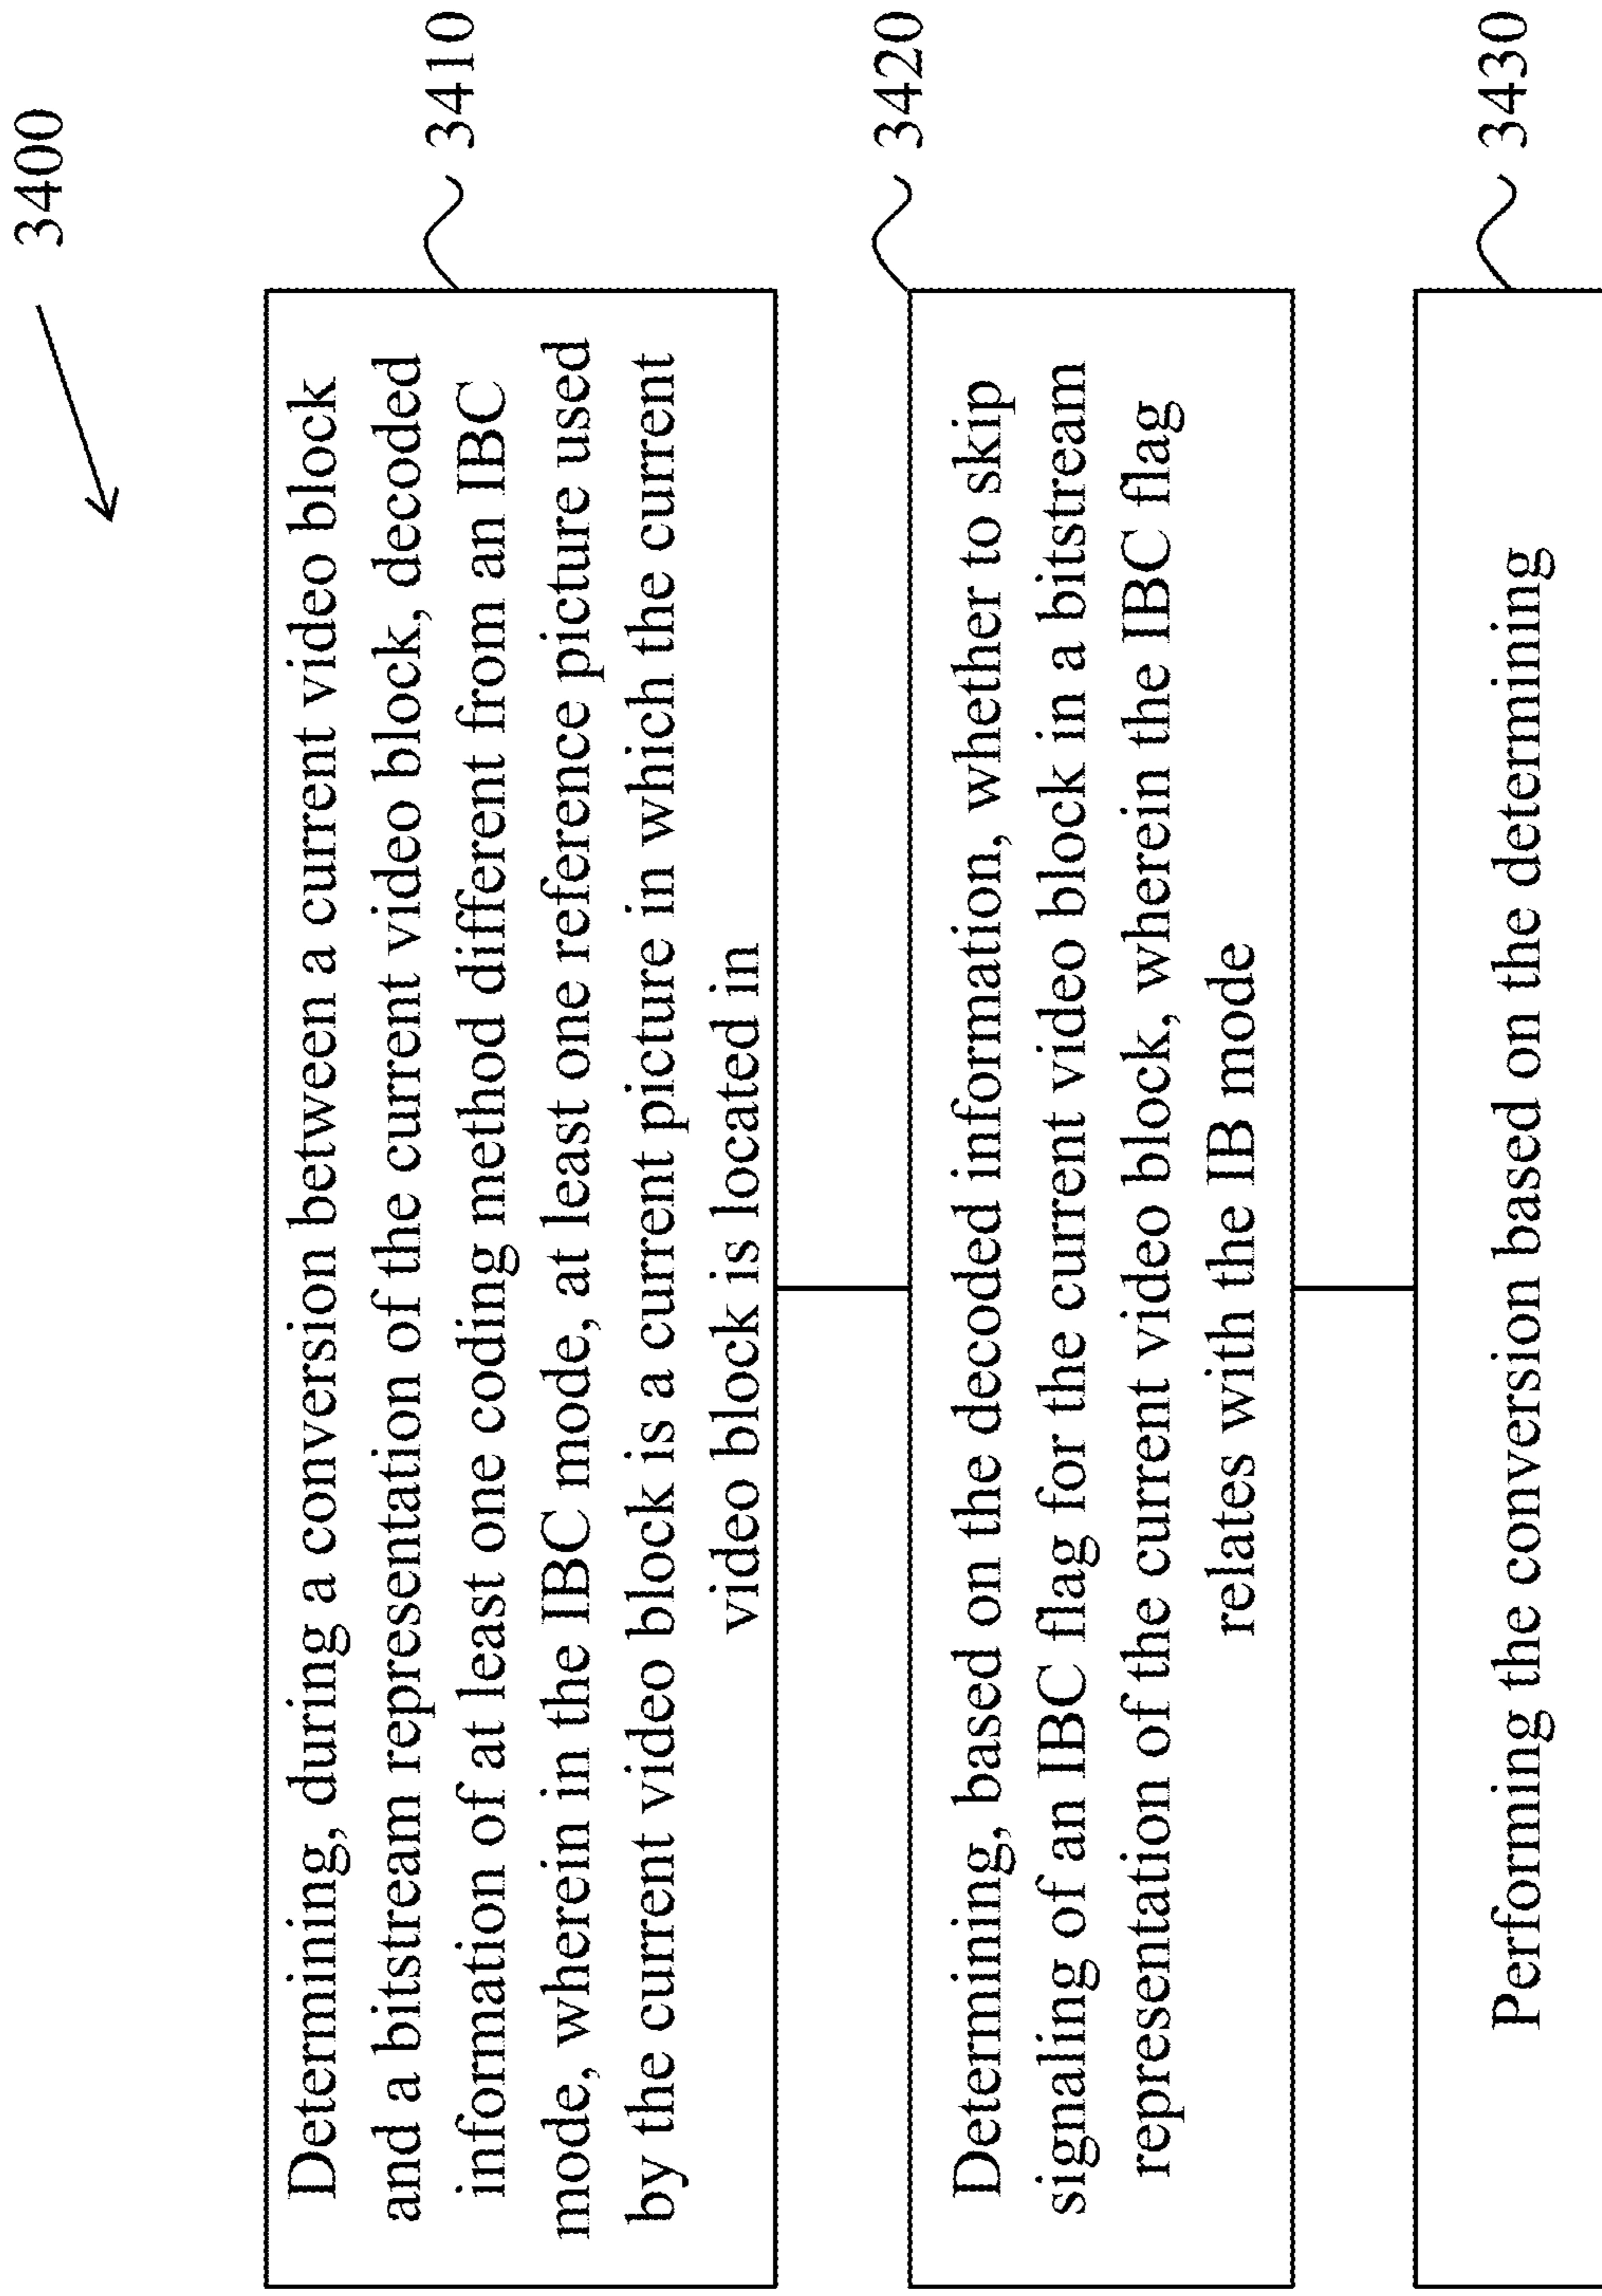 3400
Determining, during a conversion between a current video block
and a bitstream representation of the current video block, decoded
information of at least one coding method different from an IBC
mode, wherein in the IBC mode, at least one reference picture used
by the current video block is a current picture in which the current
video block is located in
3410
Determining, based on the decoded information, whether to skip
signaling of an IBC flag for the current video block in a bitstream
representation of the current video block, wherein the IBC flag
relates with the IB mode
3420
Performing the conversion based on the determining
3430